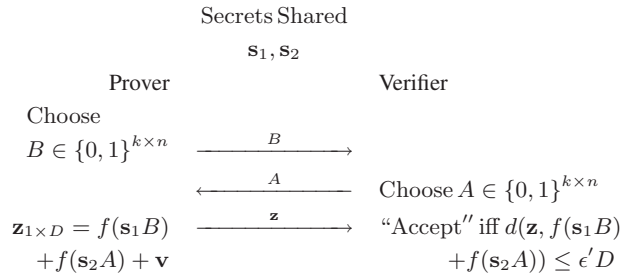 Secrets Shared
s₁, s₂
Prover Verifier
Choose
B ∈ {0, 1}^{k×n} B
A Choose A ∈ {0, 1}^{k×n}
z_{1×D} = f(s₁B) z “Accept″ iff d(z, f(s₁B)
+f(s₂A) + v +f(s₂A)) ≤ ϵ′D